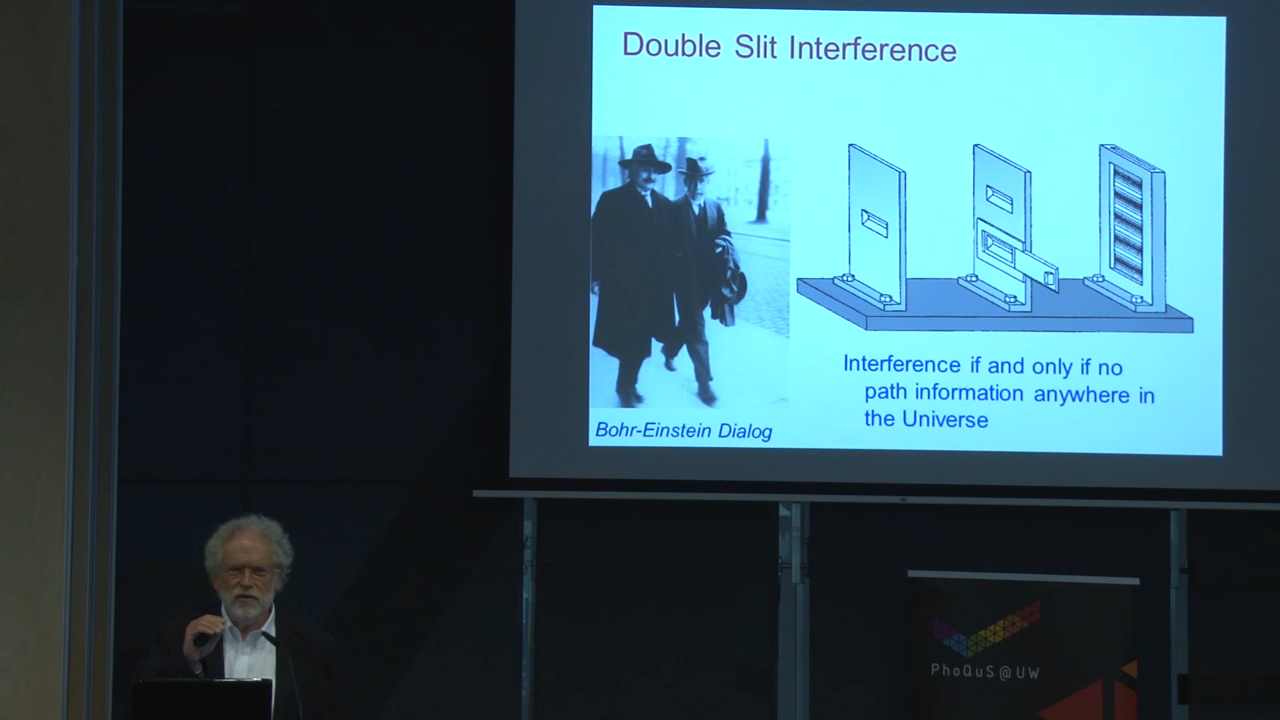 Double Slit Interference
Interference if and only if no
path information anywhere in
the Universe
Bohr-Einstein Dialog
PhoQuS@UW